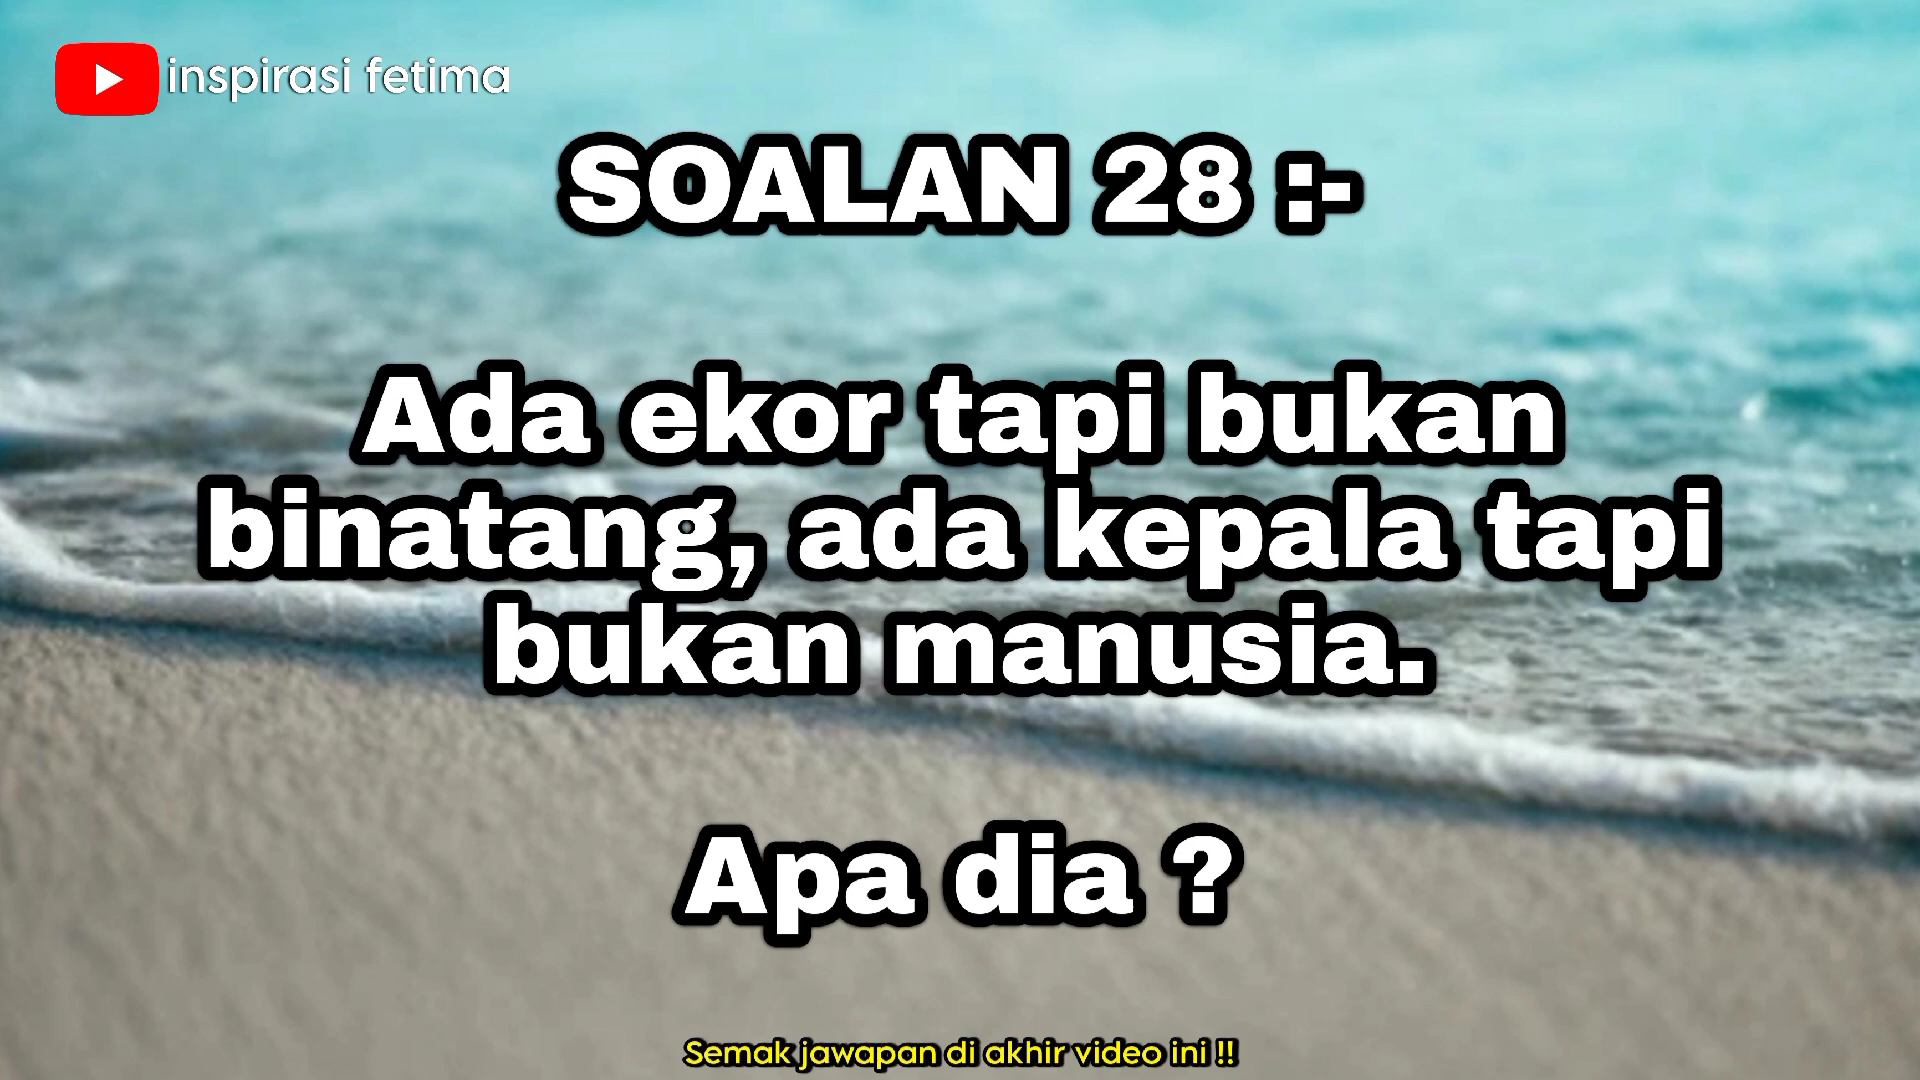 inspirasi fetima
SOALAN 28 :-
Ada ekor tapi bukan
binatang, ada kepala tapi
bukan manusia.
Apa dia ?
Semak jawapan di akhir video ini !!